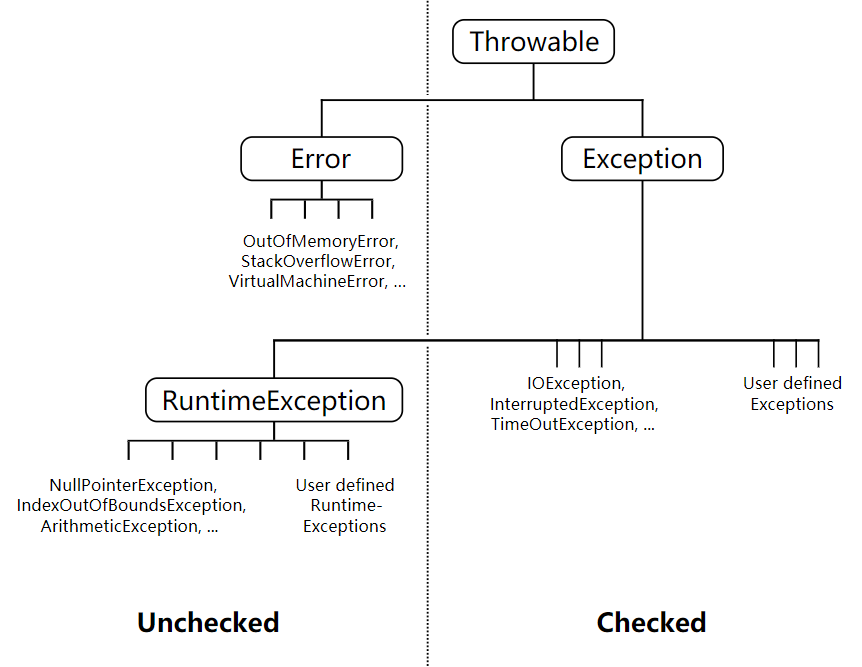 Throwable
Error
Exception
OutOfMemoryError,
StackOverflowError,
VirtualMachineError, ...
RuntimeException
IOException,
InterruptedException,
TimeOutException, ...
User defined
Exceptions
NullPointerException,
IndexOutOfBoundsException,
ArithmeticException, ...
User defined
Runtime-
Exceptions
Unchecked
Checked